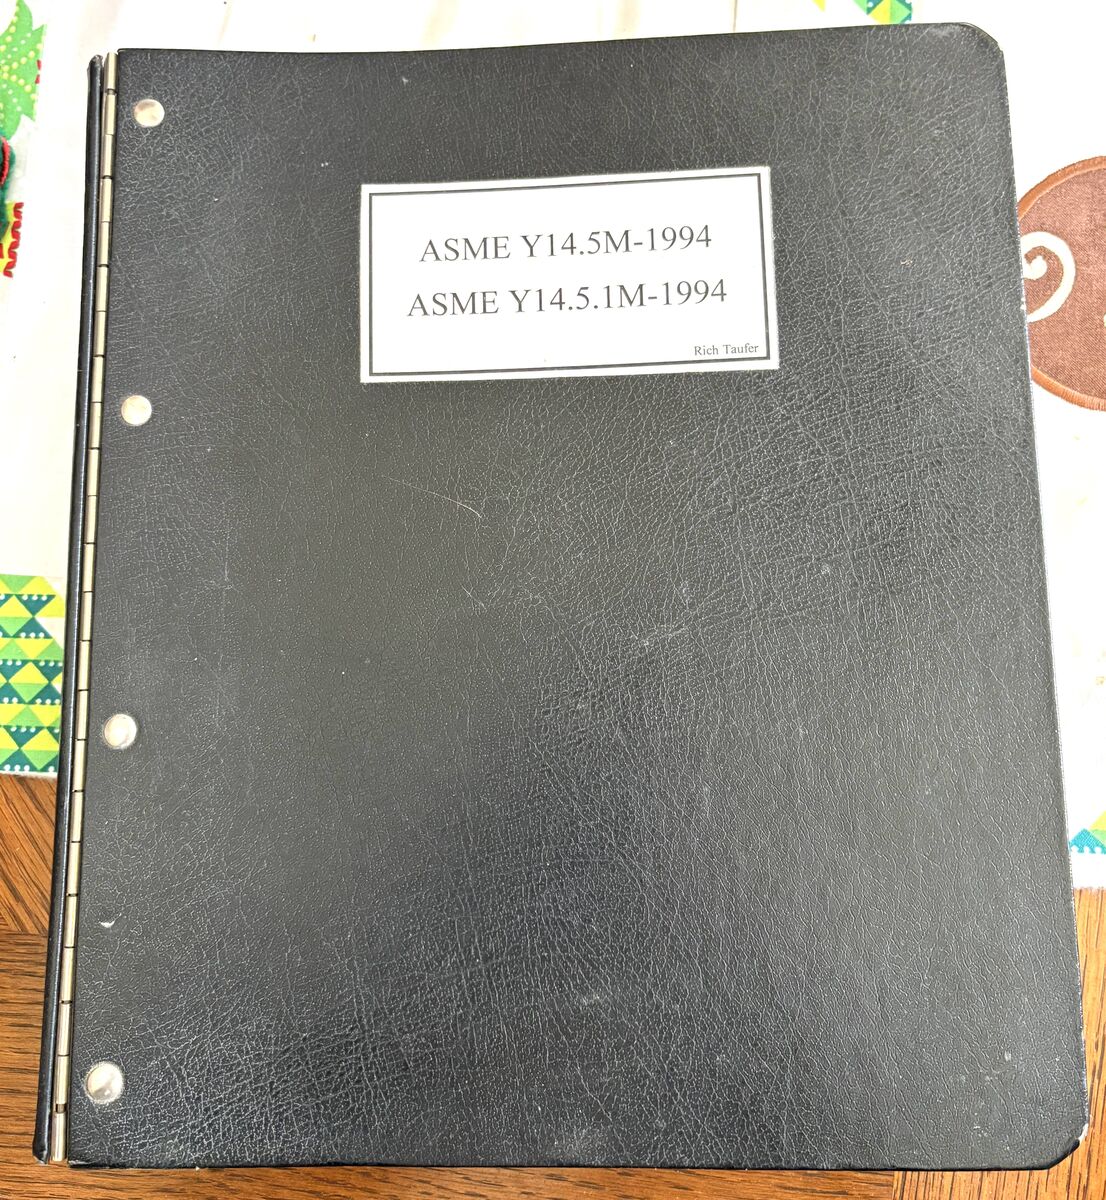 ASME Y14.5M-1994
ASME Y14.5.1M-1994
Rich Taufer